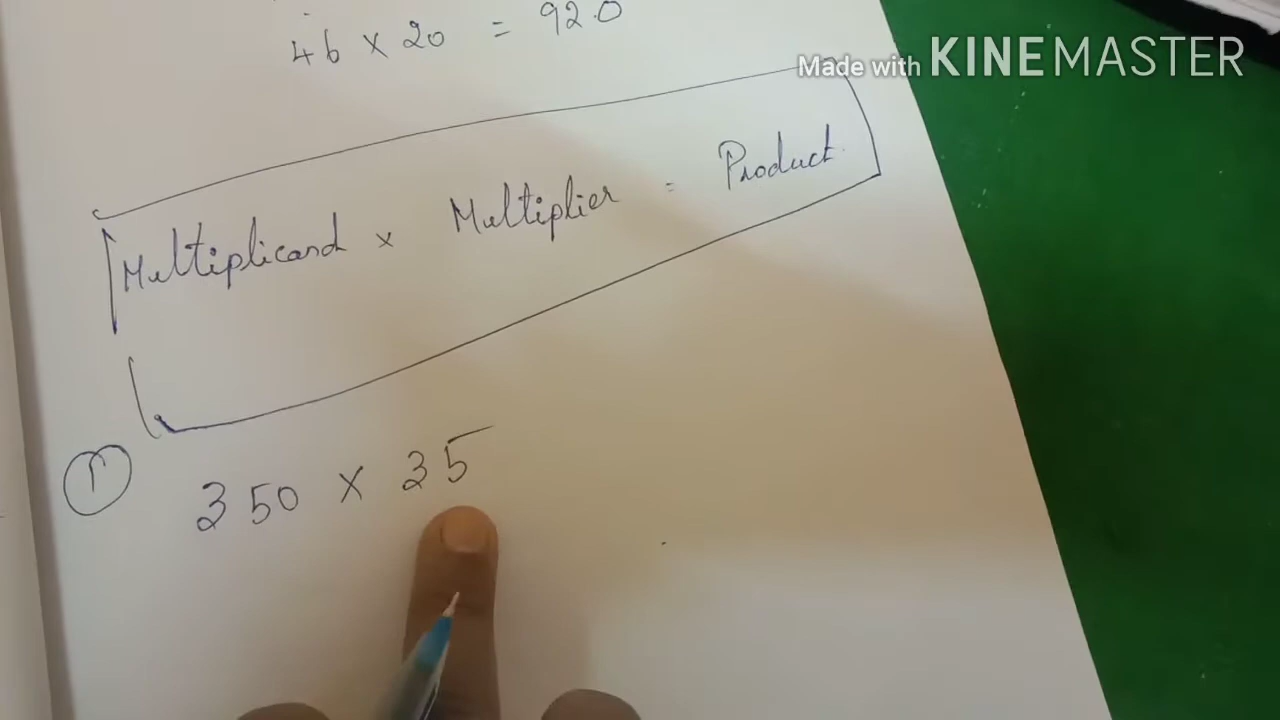 46 × 20 = 920
Made with KINEMASTER
Multiplicand × Multiplier = Product
1
350 × 35